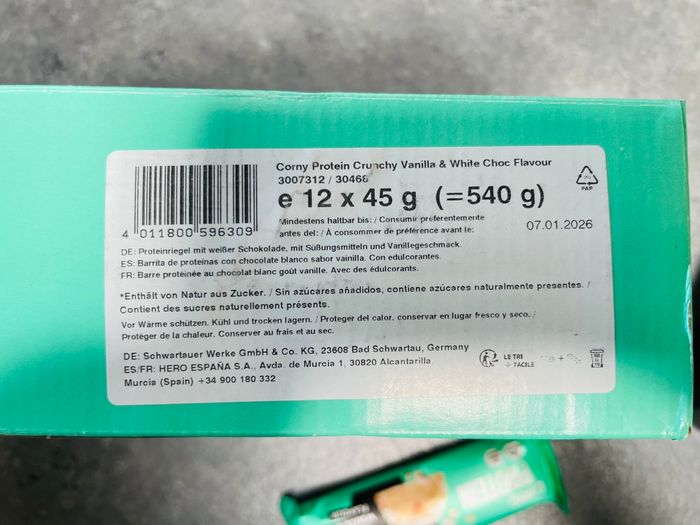 Corny Protein Crunchy Vanilla & White Choc Flavour
3007312 / 30468
e 12 x 45 g (=540 g)
PAP
Mindestens haltbar bis: / Consumir preferentemente
antes del: / À consommer de préférence avant le:
07.01.2026
4 011800 596309
DE: Proteinriegel mit weißer Schokolade, mit Süßungsmitteln und Vanillegeschmack.
ES: Barrita de proteínas con chocolate blanco sabor vainilla. Con edulcorantes.
FR: Barre protéinée au chocolat blanc goût vanille. Avec des édulcorants.
*Enthält von Natur aus Zucker. / Sin azúcares añadidos, contiene azúcares naturalmente presentes. /
Contient des sucres naturellement présents.
Vor Wärme schützen. Kühl und trocken lagern. / Proteger del calor, conservar en lugar fresco y seco. /
Protéger de la chaleur. Conserver au frais et au sec.
DE: Schwartauer Werke GmbH & Co. KG, 23608 Bad Schwartau, Germany
ES/FR: HERO ESPAÑA S.A., Avda. de Murcia 1, 30820 Alcantarilla,
Murcia (Spain) +34 900 180 332
LE TRI
+ FACILE